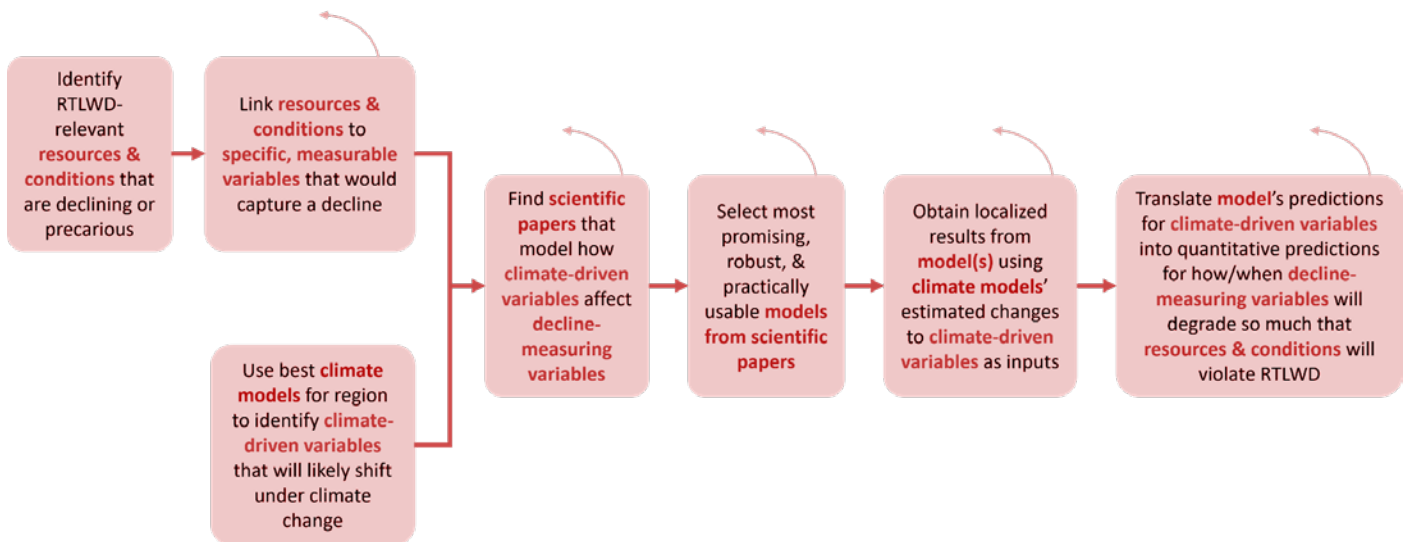 Identify
RTLWD-
relevant
resources &
conditions that
are declining or
precarious
Link resources &
conditions to
specific, measurable
variables that would
capture a decline
Use best climate
models for region
to identify climate-
driven variables
that will likely shift
under climate
change
Find scientific
papers that
model how
climate-driven
variables affect
decline-
measuring
variables
Select most
promising,
robust, &
practically
usable models
from scientific
papers
Obtain localized
results from
model(s) using
climate models’
estimated changes
to climate-driven
variables as inputs
Translate model’s predictions
for climate-driven variables
into quantitative predictions
for how/when decline-
measuring variables will
degrade so much that
resources & conditions will
violate RTLWD